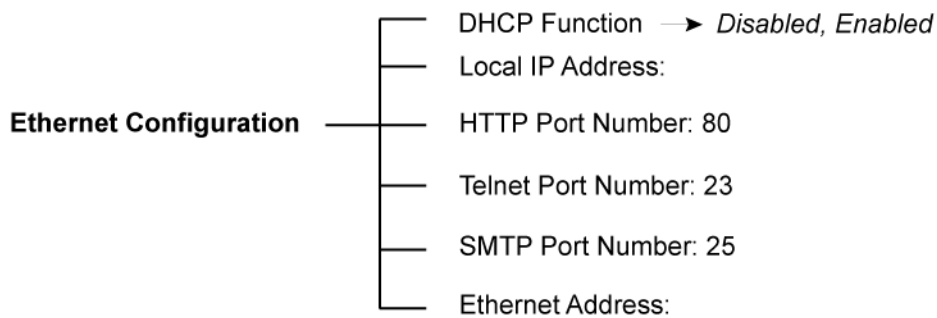 DHCP Function → Disabled, Enabled
Local IP Address:
Ethernet Configuration
HTTP Port Number: 80
Telnet Port Number: 23
SMTP Port Number: 25
Ethernet Address: